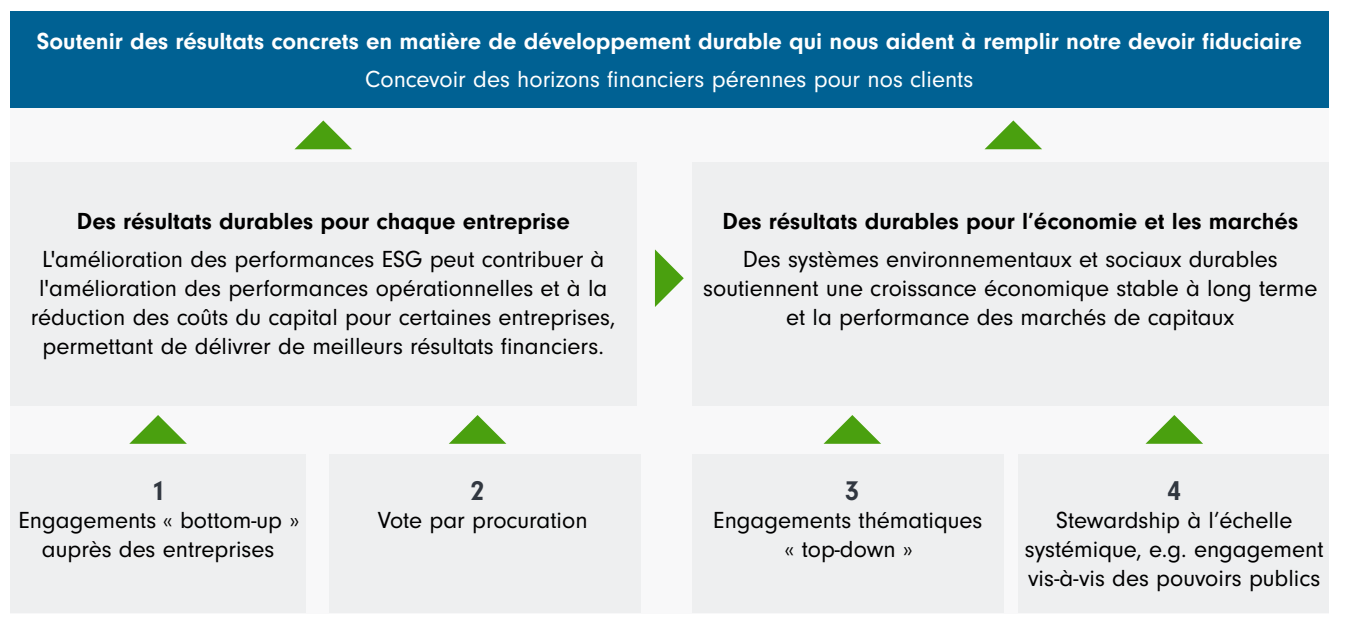 Soutenir des résultats concrets en matière de développement durable qui nous aident à remplir notre devoir fiduciaire
Concevoir des horizons financiers pérennes pour nos clients
Des résultats durables pour chaque entreprise
L'amélioration des performances ESG peut contribuer à
l'amélioration des performances opérationnelles et à la
réduction des coûts du capital pour certaines entreprises,
permettant de délivrer de meilleurs résultats financiers.
Des résultats durables pour l’économie et les marchés
Des systèmes environnementaux et sociaux durables
soutiennent une croissance économique stable à long terme
et la performance des marchés de capitaux
1
Engagements « bottom-up »
auprès des entreprises
2
Vote par procuration
3
Engagements thématiques
« top-down »
4
Stewardship à l’échelle
systémique, e.g. engagement
vis-à-vis des pouvoirs publics